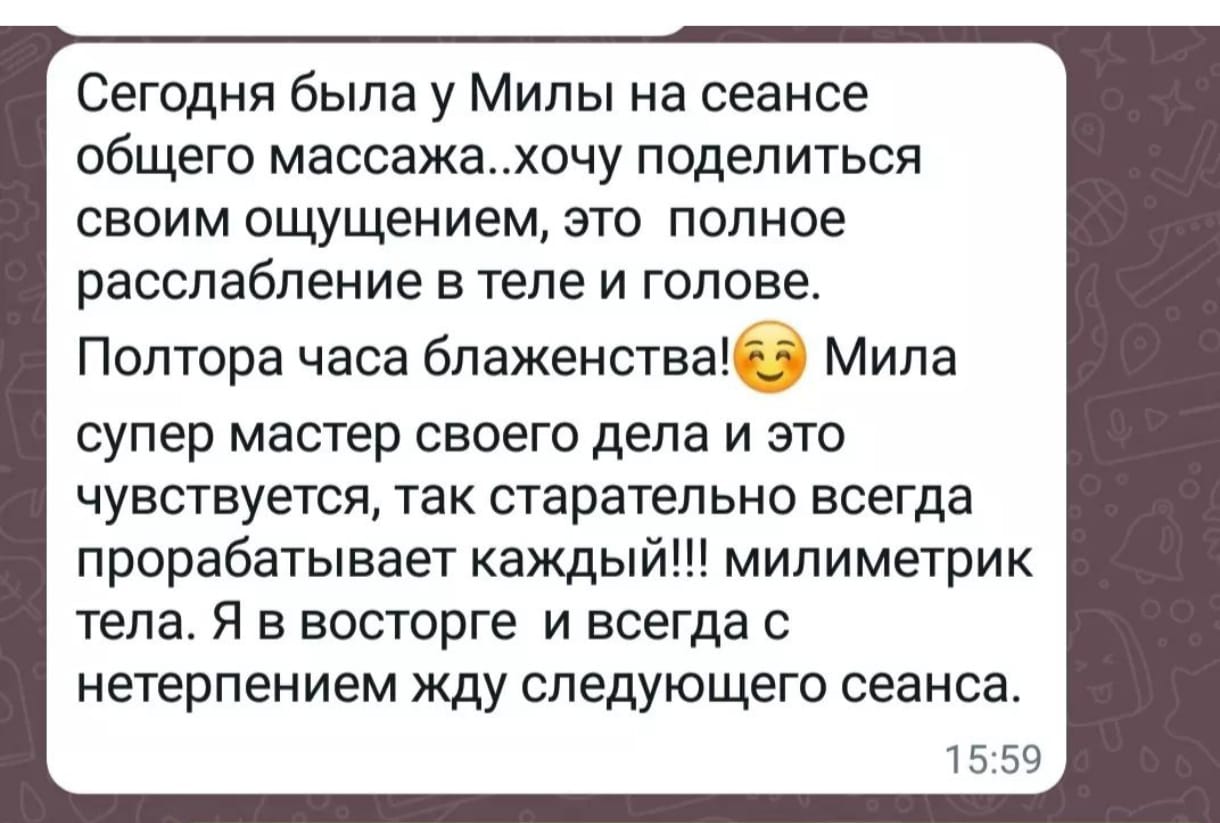 Сегодня была у Милы на сеансе
общего массажа..хочу поделиться
своим ощущением, это  полное
расслабление в теле и голове.
Полтора часа блаженства!😊 Мила
супер мастер своего дела и это
чувствуется, так старательно всегда
прорабатывает каждый!!! милиметрик
тела. Я в восторге  и всегда с
нетерпением жду следующего сеанса.
15:59